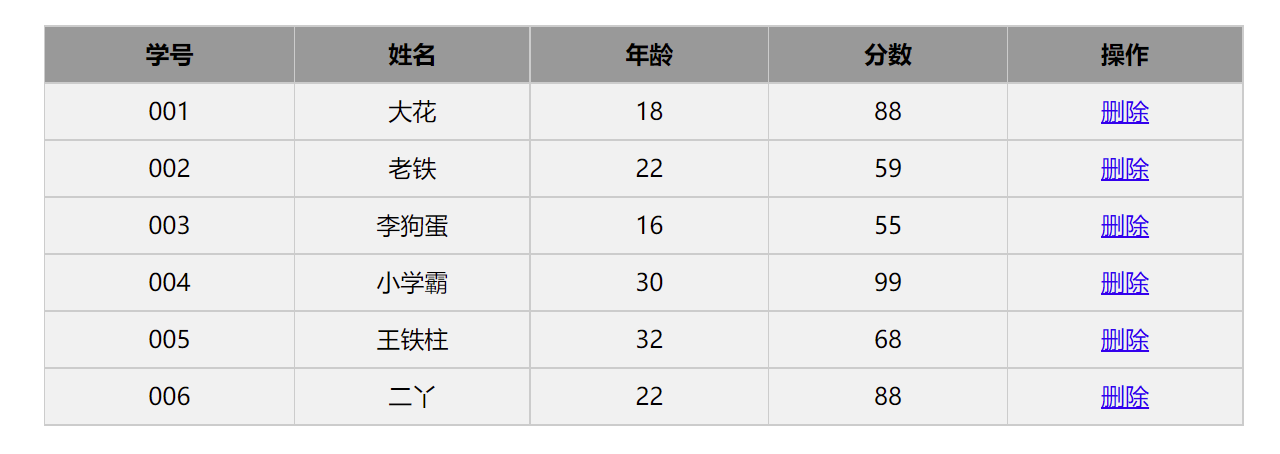 学号 姓名 年龄 分数 操作
001 大花 18 88 删除
002 老铁 22 59 删除
003 李狗蛋 16 55 删除
004 小学霸 30 99 删除
005 王铁柱 32 68 删除
006 二丫 22 88 删除